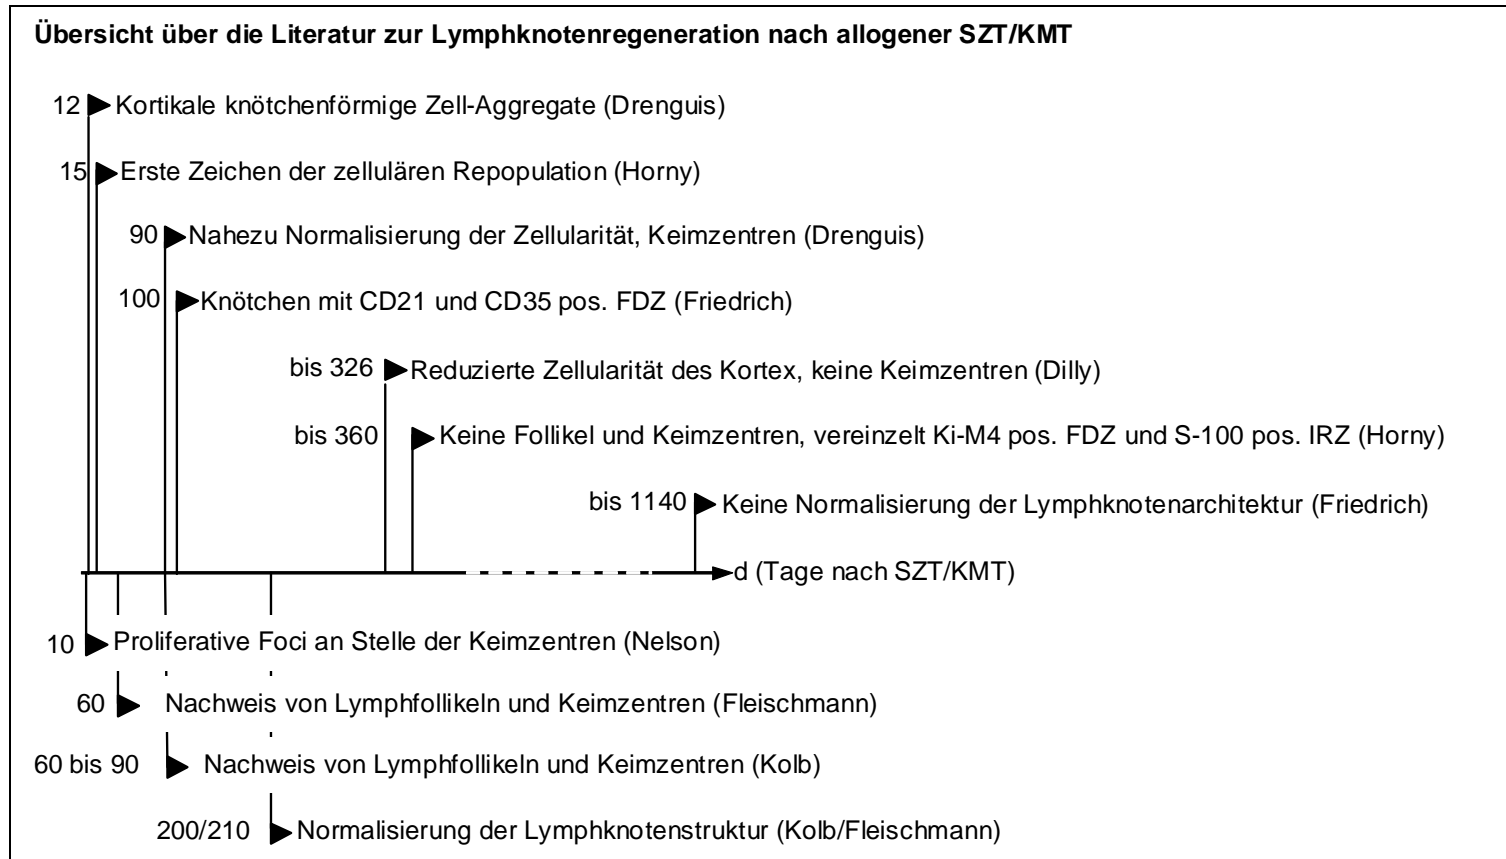 Übersicht über die Literatur zur Lymphknotenregeneration nach allogener SZT/KMT
12 Kortikale knötchenförmige Zell-Aggregate (Drenguis)
15 Erste Zeichen der zellulären Repopulation (Horny)
90 Nahezu Normalisierung der Zellularität, Keimzentren (Drenguis)
100 Knötchen mit CD21 und CD35 pos. FDZ (Friedrich)
bis 326 Reduzierte Zellularität des Kortex, keine Keimzentren (Dilly)
bis 360 Keine Follikel und Keimzentren, vereinzelt Ki-M4 pos. FDZ und S-100 pos. IRZ (Horny)
bis 1140 Keine Normalisierung der Lymphknotenarchitektur (Friedrich)
d (Tage nach SZT/KMT)
10 Proliferative Foci an Stelle der Keimzentren (Nelson)
60 Nachweis von Lymphfollikeln und Keimzentren (Fleischmann)
60 bis 90 Nachweis von Lymphfollikeln und Keimzentren (Kolb)
200/210 Normalisierung der Lymphknotenstruktur (Kolb/Fleischmann)